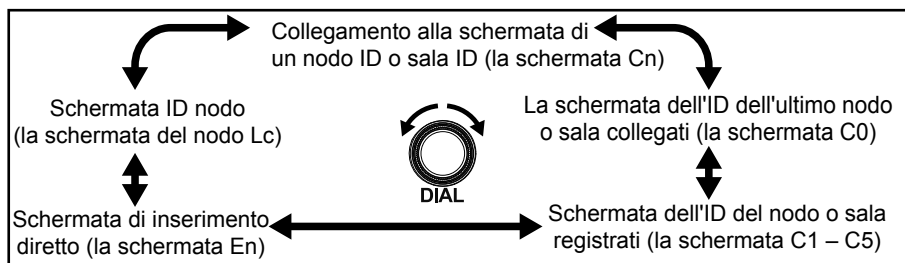 Collegamento alla schermata di
un nodo ID o sala ID (la schermata Cn)
Schermata ID nodo
(la schermata del nodo Lc)
La schermata dell'ID dell'ultimo nodo
o sala collegati (la schermata C0)
DIAL
Schermata di inserimento
diretto (la schermata En)
Schermata dell'ID del nodo o sala
registrati (la schermata C1 – C5)